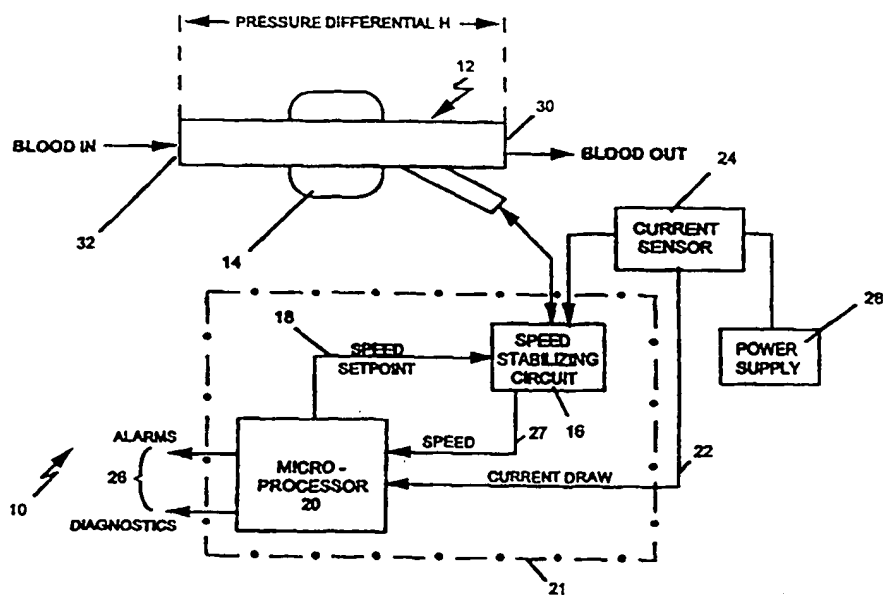 PRESSURE DIFFERENTIAL H
12
30
BLOOD IN
BLOOD OUT
24
32
14
CURRENT
SENSOR
28
18
SPEED
SETPOINT
SPEED
STABILIZING
CIRCUIT
POWER
SUPPLY
27
16
22
ALARMS
SPEED
26
MICRO-
PROCESSOR
20
CURRENT DRAW
10
DIAGNOSTICS
21